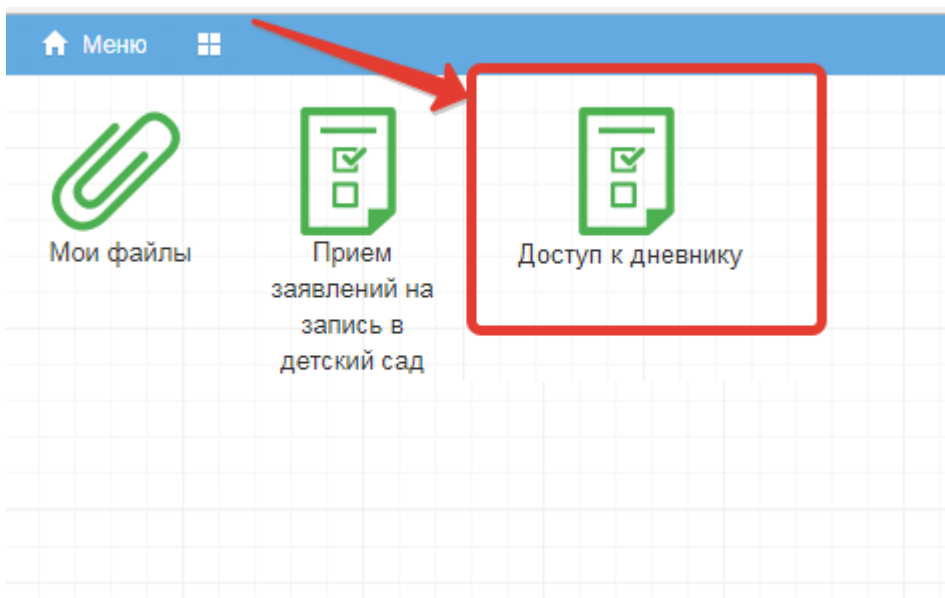 Меню
Мои файлы
Прием
заявлений на
запись в
детский сад
Доступ к дневнику